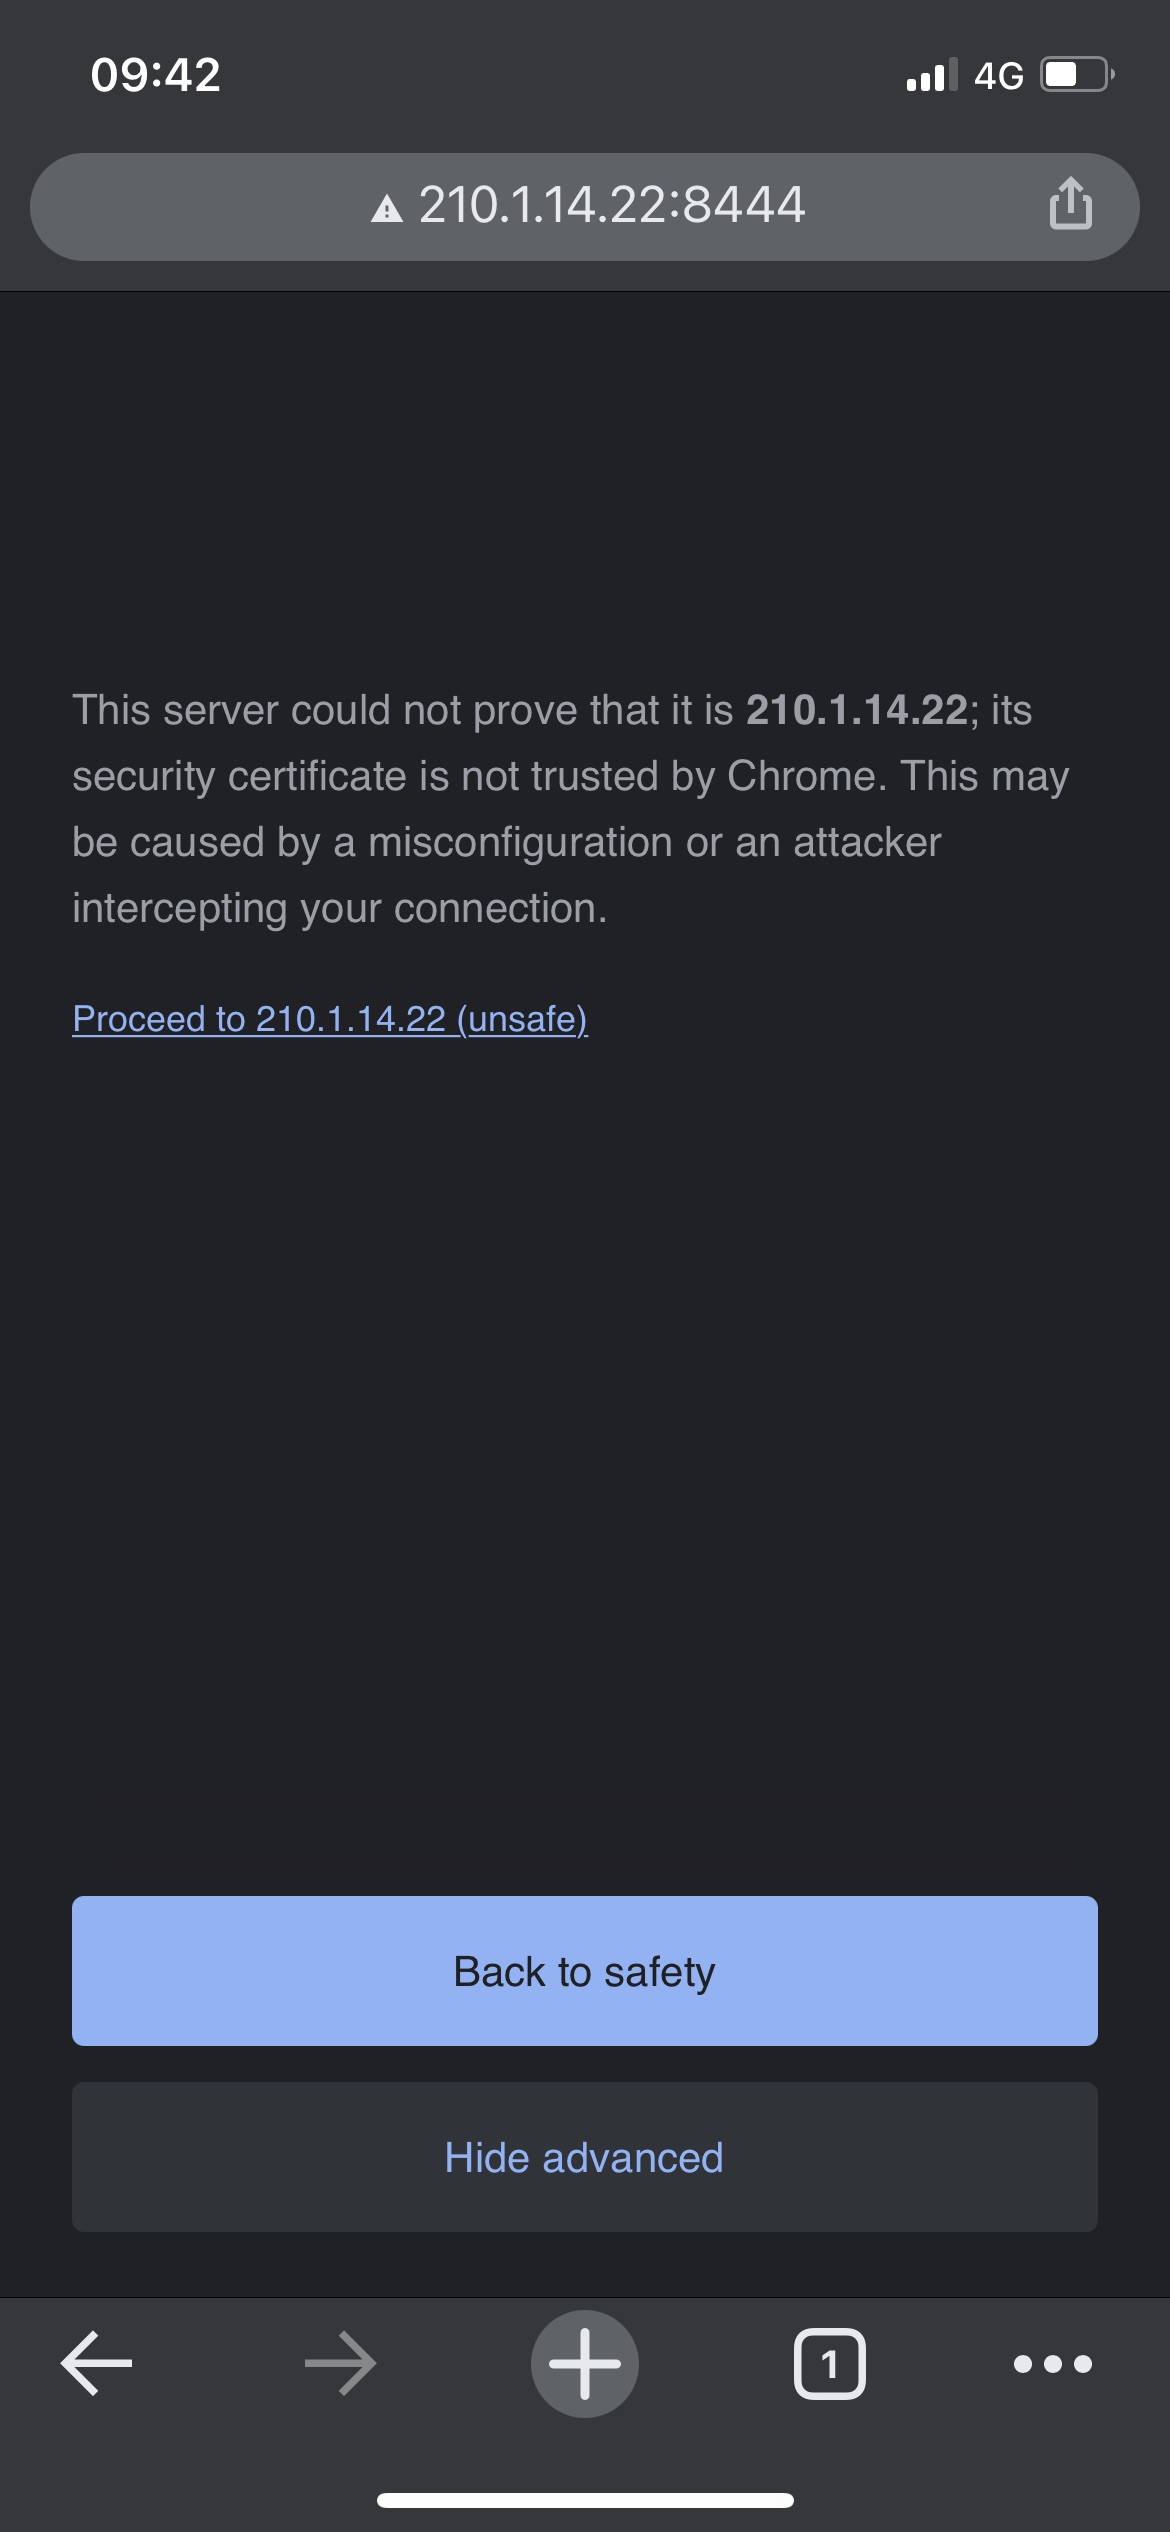 09:42
4G
210.1.14.22:8444
This server could not prove that it is 210.1.14.22; its
security certificate is not trusted by Chrome. This may
be caused by a misconfiguration or an attacker
intercepting your connection.
Proceed to 210.1.14.22 (unsafe)
Back to safety
Hide advanced
1